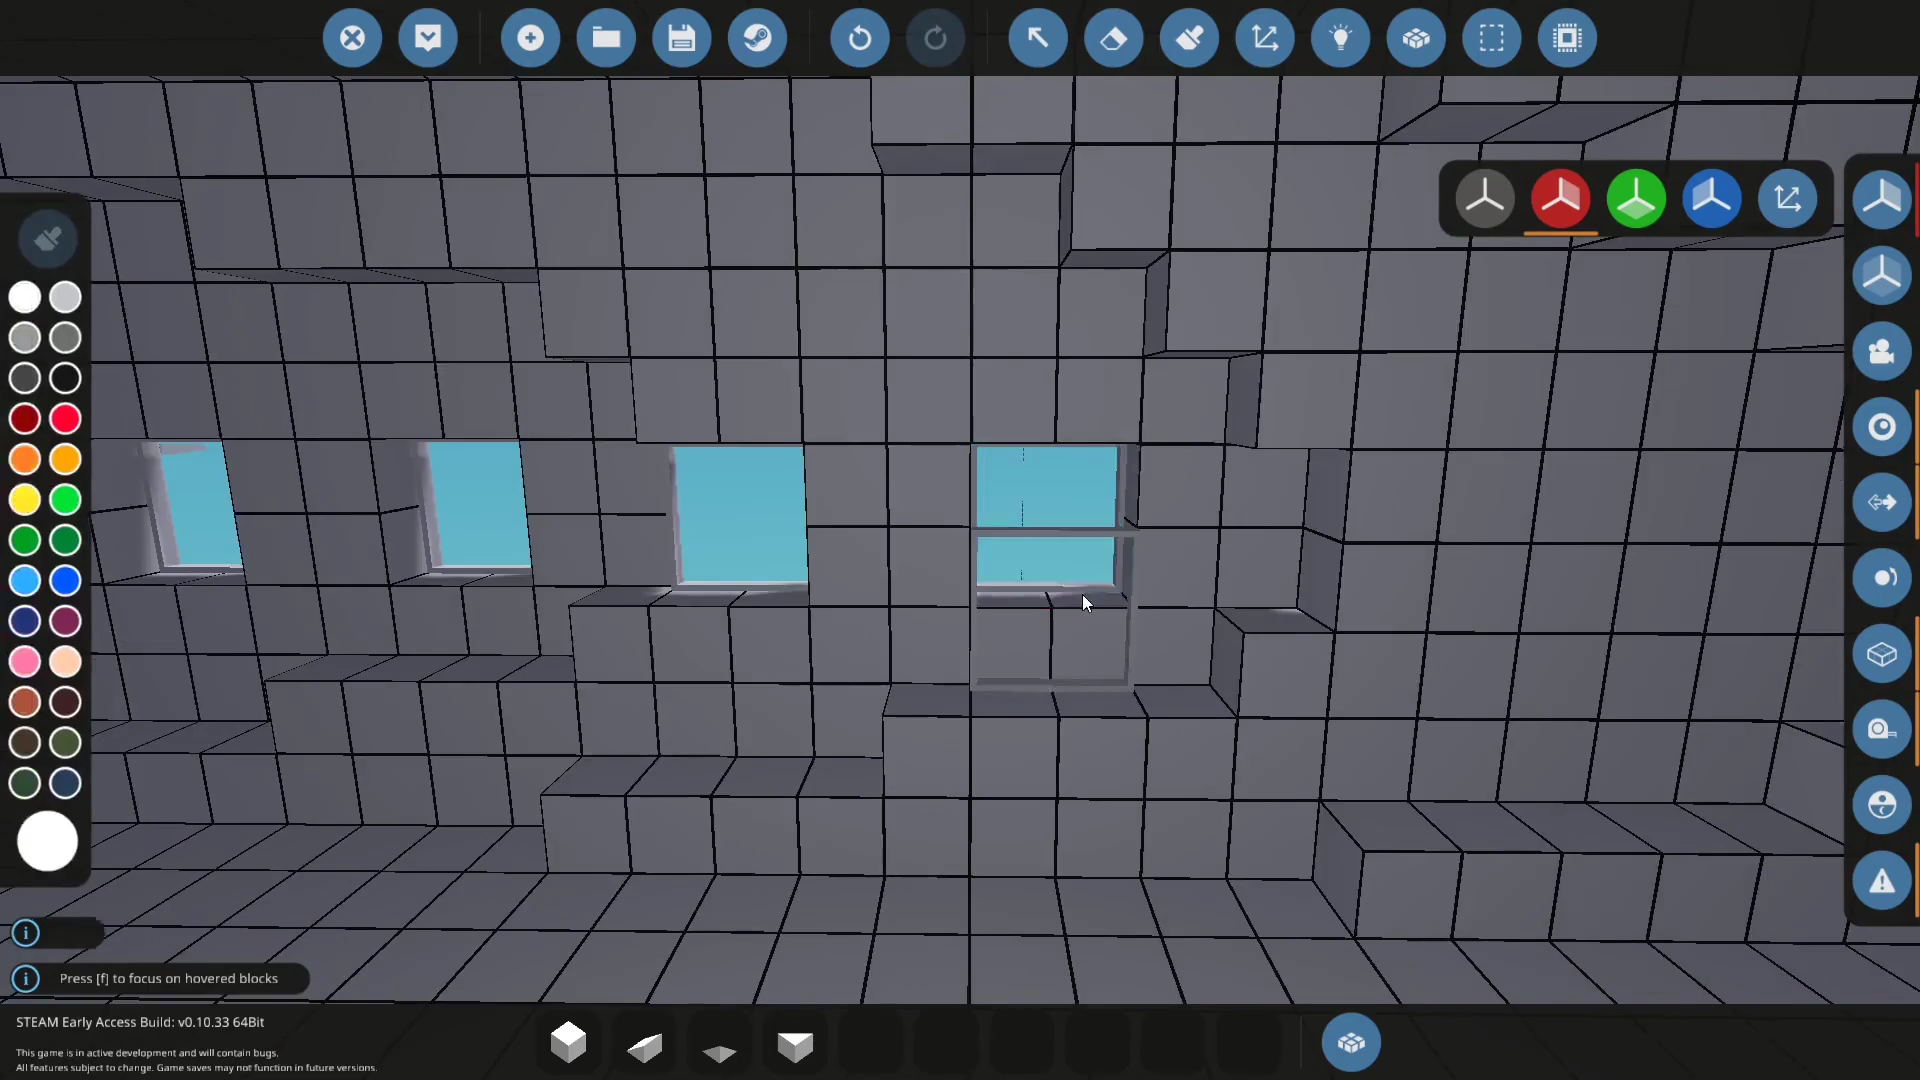 Press [f] to focus on hovered blocks
STEAM Early Access Build: v0.10.33 64Bit
This game is in active development and will contain bugs.
All features subject to change. Game saves may not function in future versions.